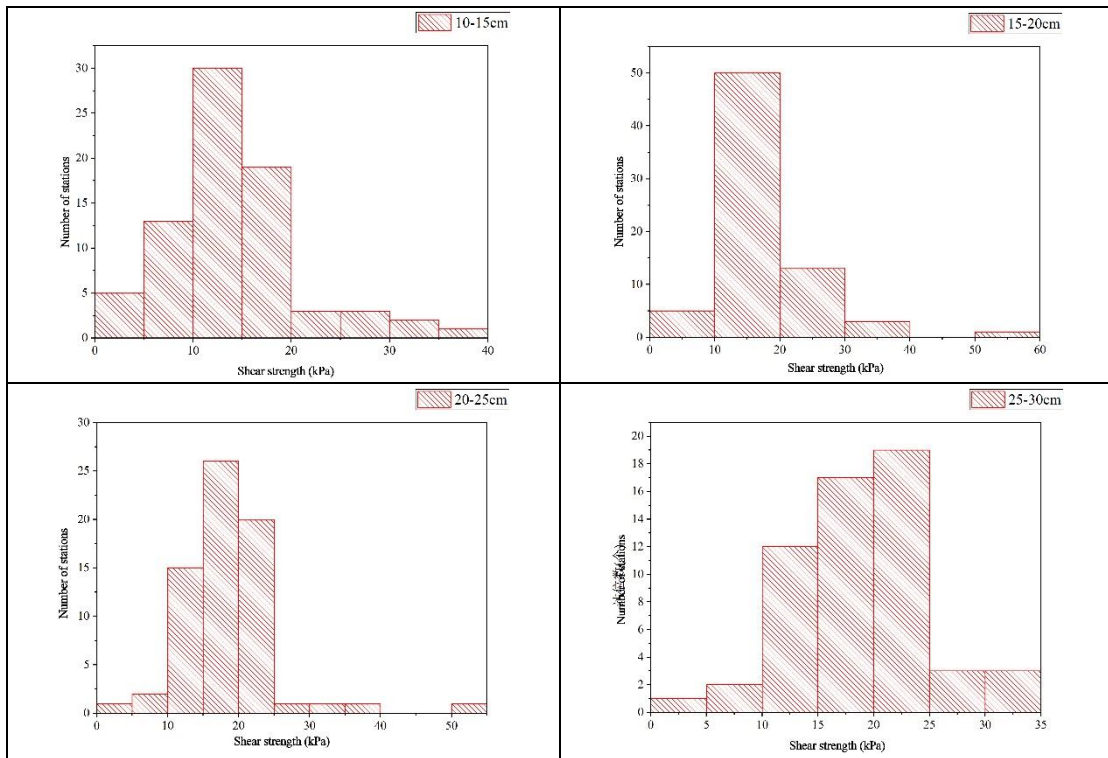 10-15cm
30
25
20
15
10
5
0
Number of stations
0 10 20 30 40
Shear strength (kPa)
15-20cm
50
40
30
20
10
0
Number of stations
0 10 20 30 40 50 60
Shear strength (kPa)
20-25cm
30
25
20
15
10
5
0
Number of stations
0 10 20 30 40 50
Shear strength (kPa)
25-30cm
20
18
16
14
12
10
8
6
4
2
0
Number of stations
0 5 10 15 20 25 30 35
Shear strength (kPa)